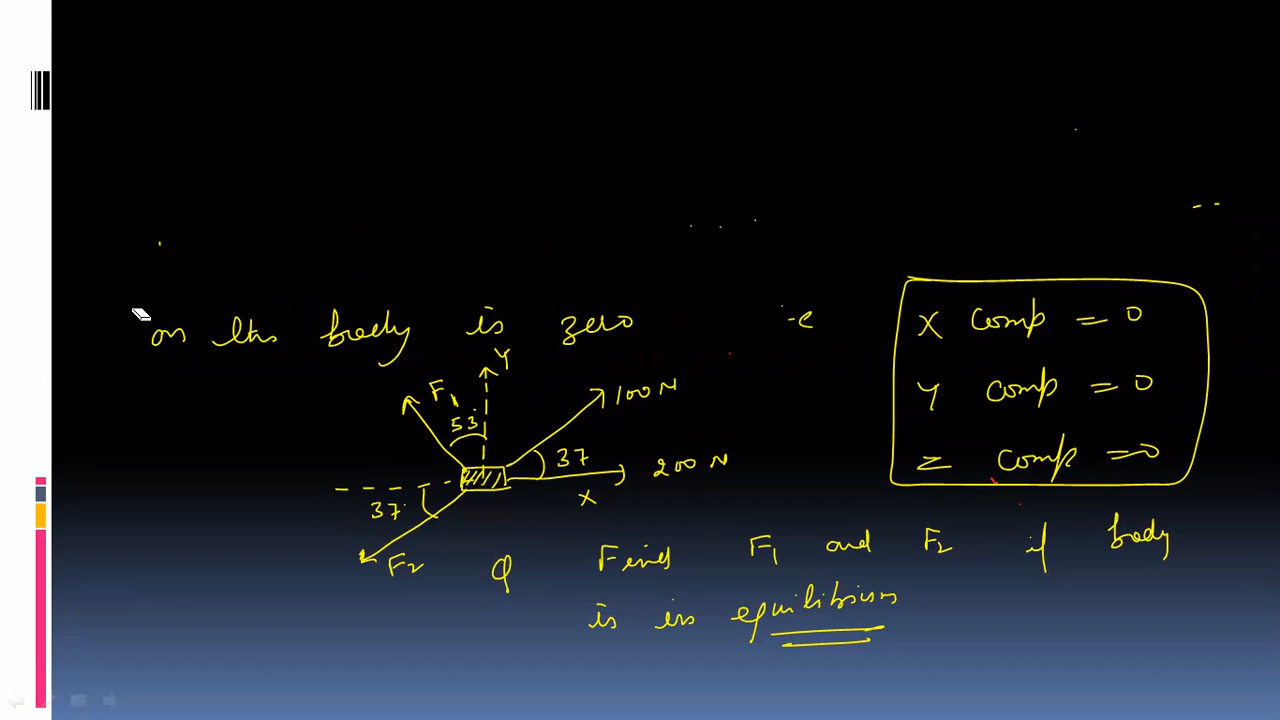 on the body is zero i.e
X comp = 0
Y comp = 0
Z comp = 0
Y
F1
53°
100 N
37
200 N
X
37°
F2
Q Find F1 and F2 if body
is in equilibrium